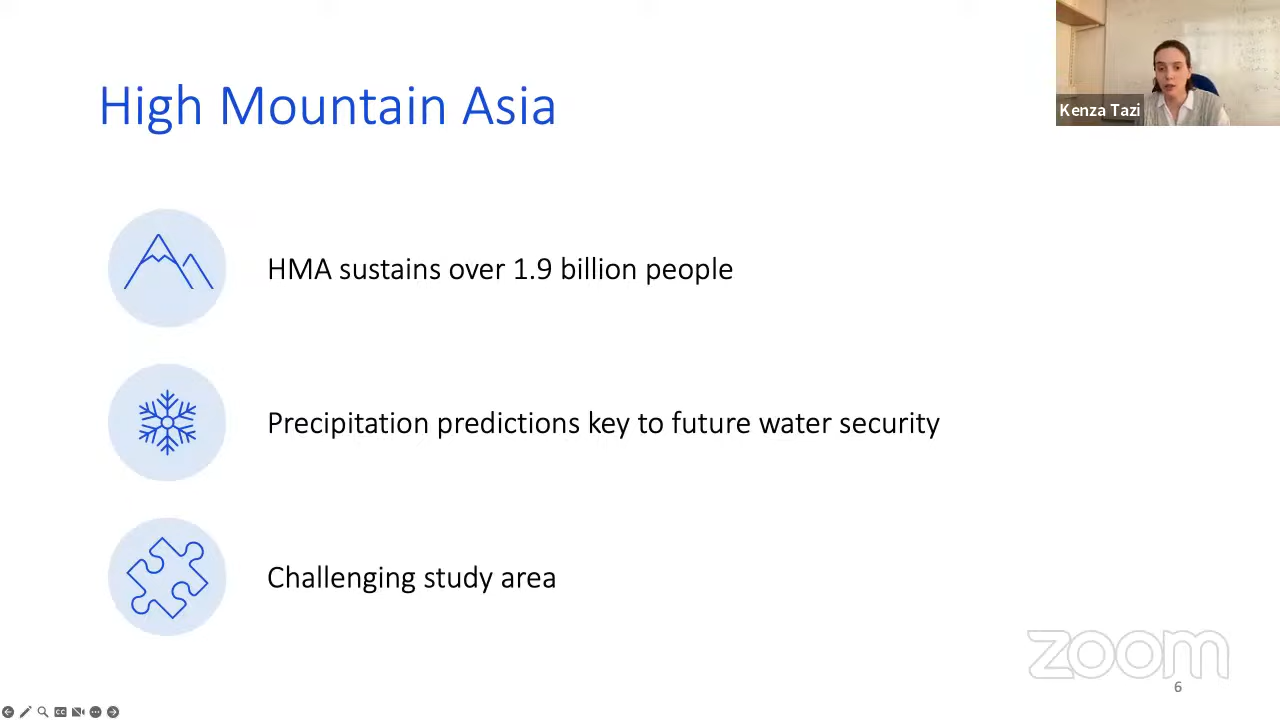 High Mountain Asia
Kenza Tazi
HMA sustains over 1.9 billion people
Precipitation predictions key to future water security
Challenging study area
zoom
6